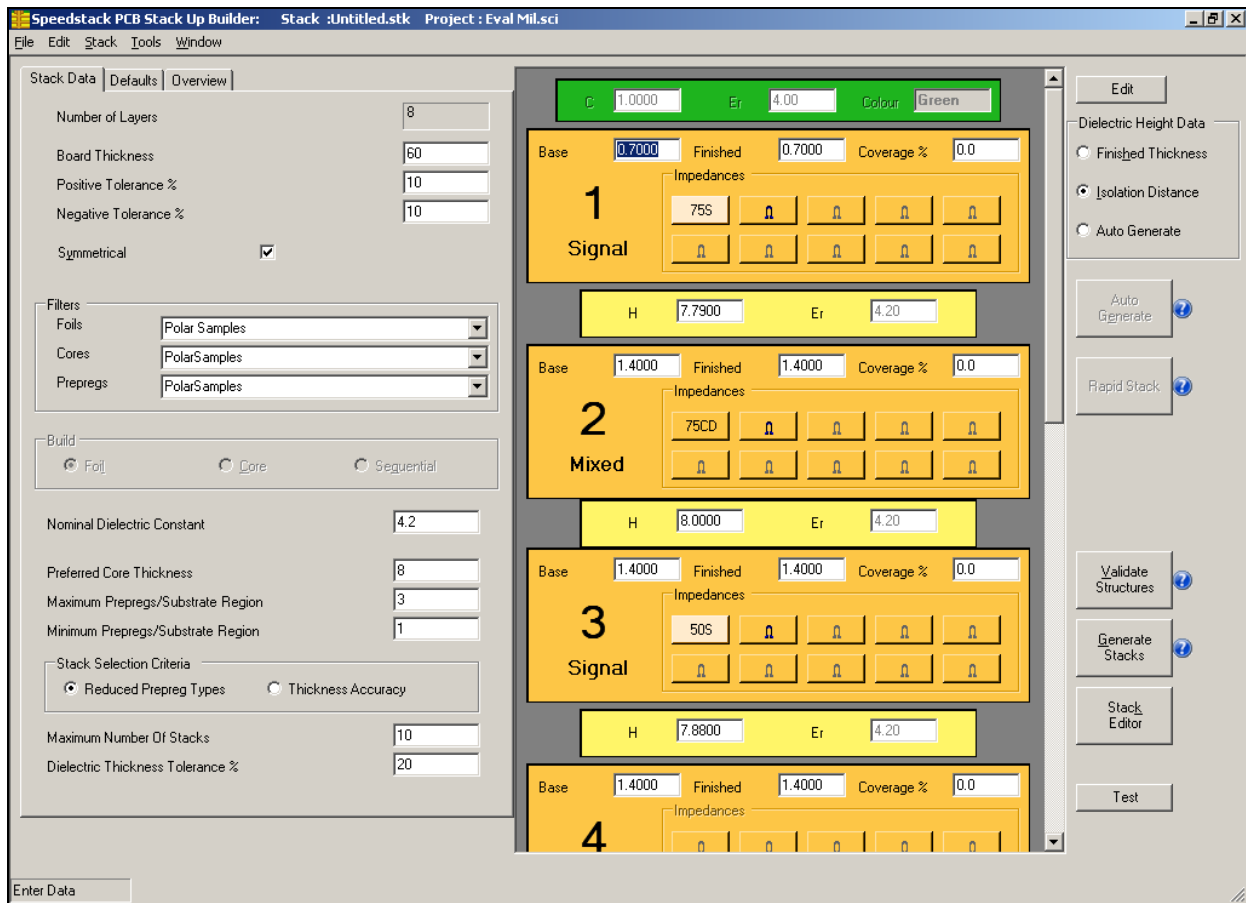 Speedstack PCB Stack Up Builder: Stack :Untitled.stk Project : Eval Mil.sci
File Edit Stack Tools Window
Stack Data Defaults Overview
Number of Layers 8
Board Thickness 60
Positive Tolerance % 10
Negative Tolerance % 10
Symmetrical
Filters
Foils Polar Samples
Cores PolarSamples
Prepregs PolarSamples
Build
Foil Core Sequential
Nominal Dielectric Constant 4.2
Preferred Core Thickness 8
Maximum Prepregs/Substrate Region 3
Minimum Prepregs/Substrate Region 1
Stack Selection Criteria
Reduced Prepreg Types Thickness Accuracy
Maximum Number Of Stacks 10
Dielectric Thickness Tolerance % 20
C 1.0000 Er 4.00 Colour Green
Base 0.7000 Finished 0.7000 Coverage % 0.0
Impedances
1
Signal
75S Ω Ω Ω Ω
Ω Ω Ω Ω Ω
H 7.7900 Er 4.20
Base 1.4000 Finished 1.4000 Coverage % 0.0
Impedances
2
Mixed
75CD Ω Ω Ω Ω
Ω Ω Ω Ω Ω
H 8.0000 Er 4.20
Base 1.4000 Finished 1.4000 Coverage % 0.0
Impedances
3
Signal
50S Ω Ω Ω Ω
Ω Ω Ω Ω Ω
H 7.8800 Er 4.20
Base 1.4000 Finished 1.4000 Coverage % 0.0
Impedances
4
Ω Ω Ω Ω Ω
Edit
Dielectric Height Data
Finished Thickness
Isolation Distance
Auto Generate
Auto
Generate
?
Rapid Stack
?
Validate
Structures
?
Generate
Stacks
?
Stack
Editor
Test
Enter Data